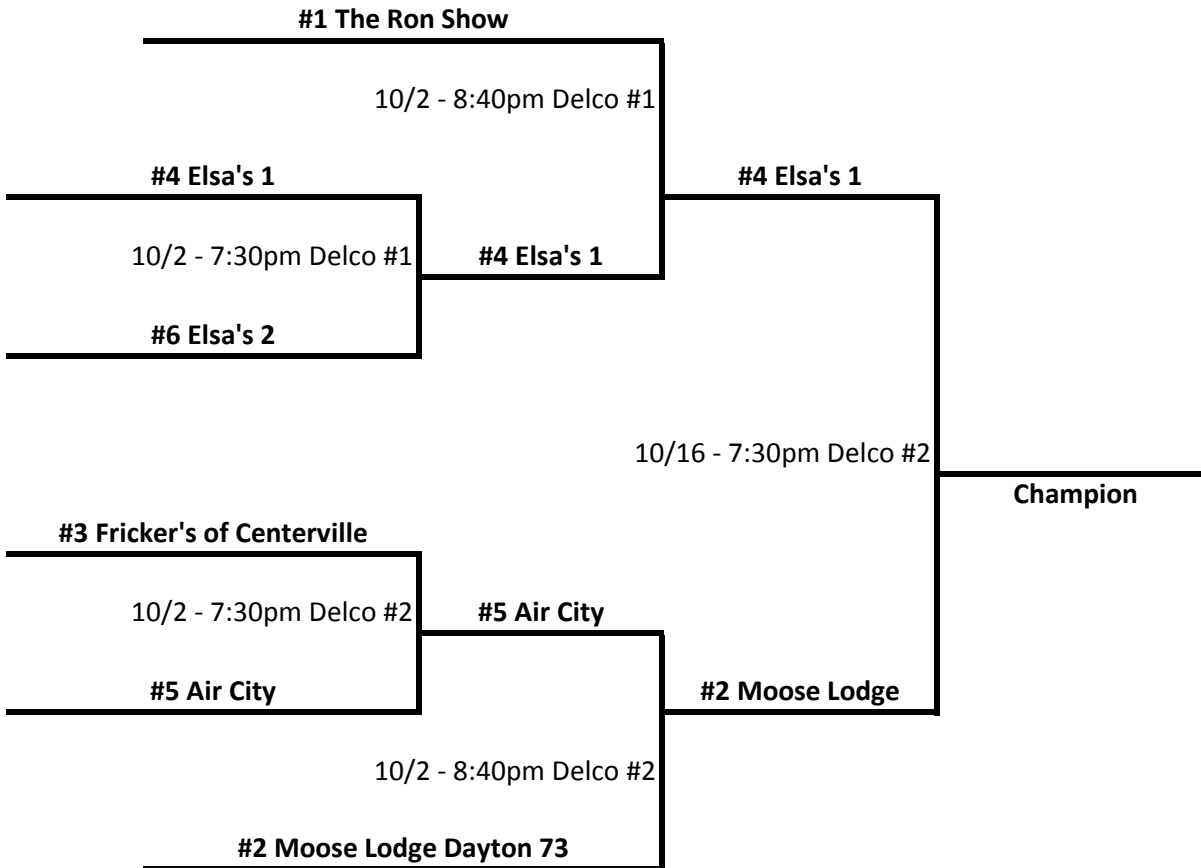 #1 The Ron Show
10/2 - 8:40pm Delco #1
#4 Elsa's 1
#4 Elsa's 1
10/2 - 7:30pm Delco #1
#4 Elsa's 1
#6 Elsa's 2
10/16 - 7:30pm Delco #2
Champion
#3 Fricker's of Centerville
10/2 - 7:30pm Delco #2
#5 Air City
#5 Air City
#2 Moose Lodge
10/2 - 8:40pm Delco #2
#2 Moose Lodge Dayton 73